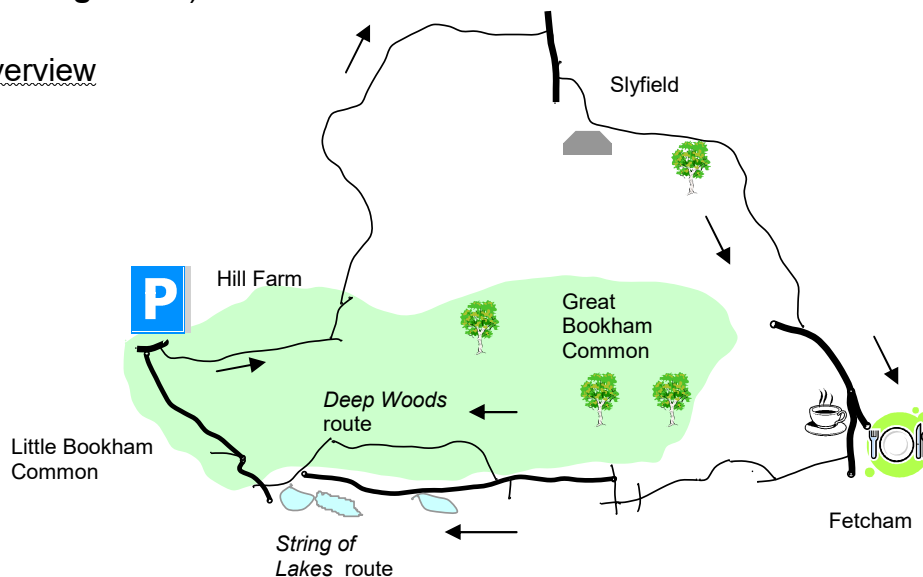 verview
Slyfield
P
Hill Farm
Great
Bookham
Common
Deep Woods
route
Little Bookham
Common
Fetcham
String of
Lakes route